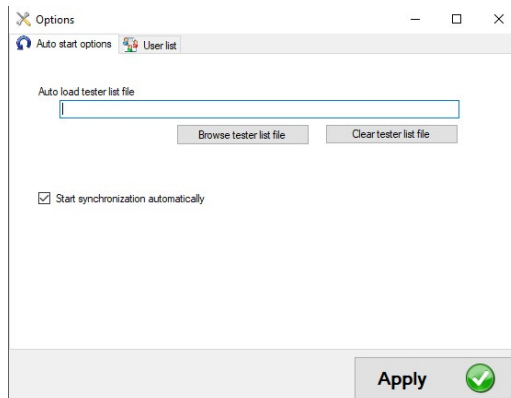 Options
Auto start options User list
Auto load tester list file
Browse tester list file Clear tester list file
Start synchronization automatically
Apply